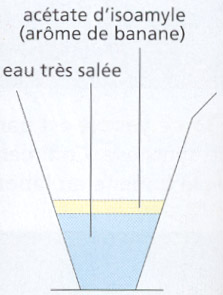 acétate d'isoamyle
(arôme de banane)
eau très salée